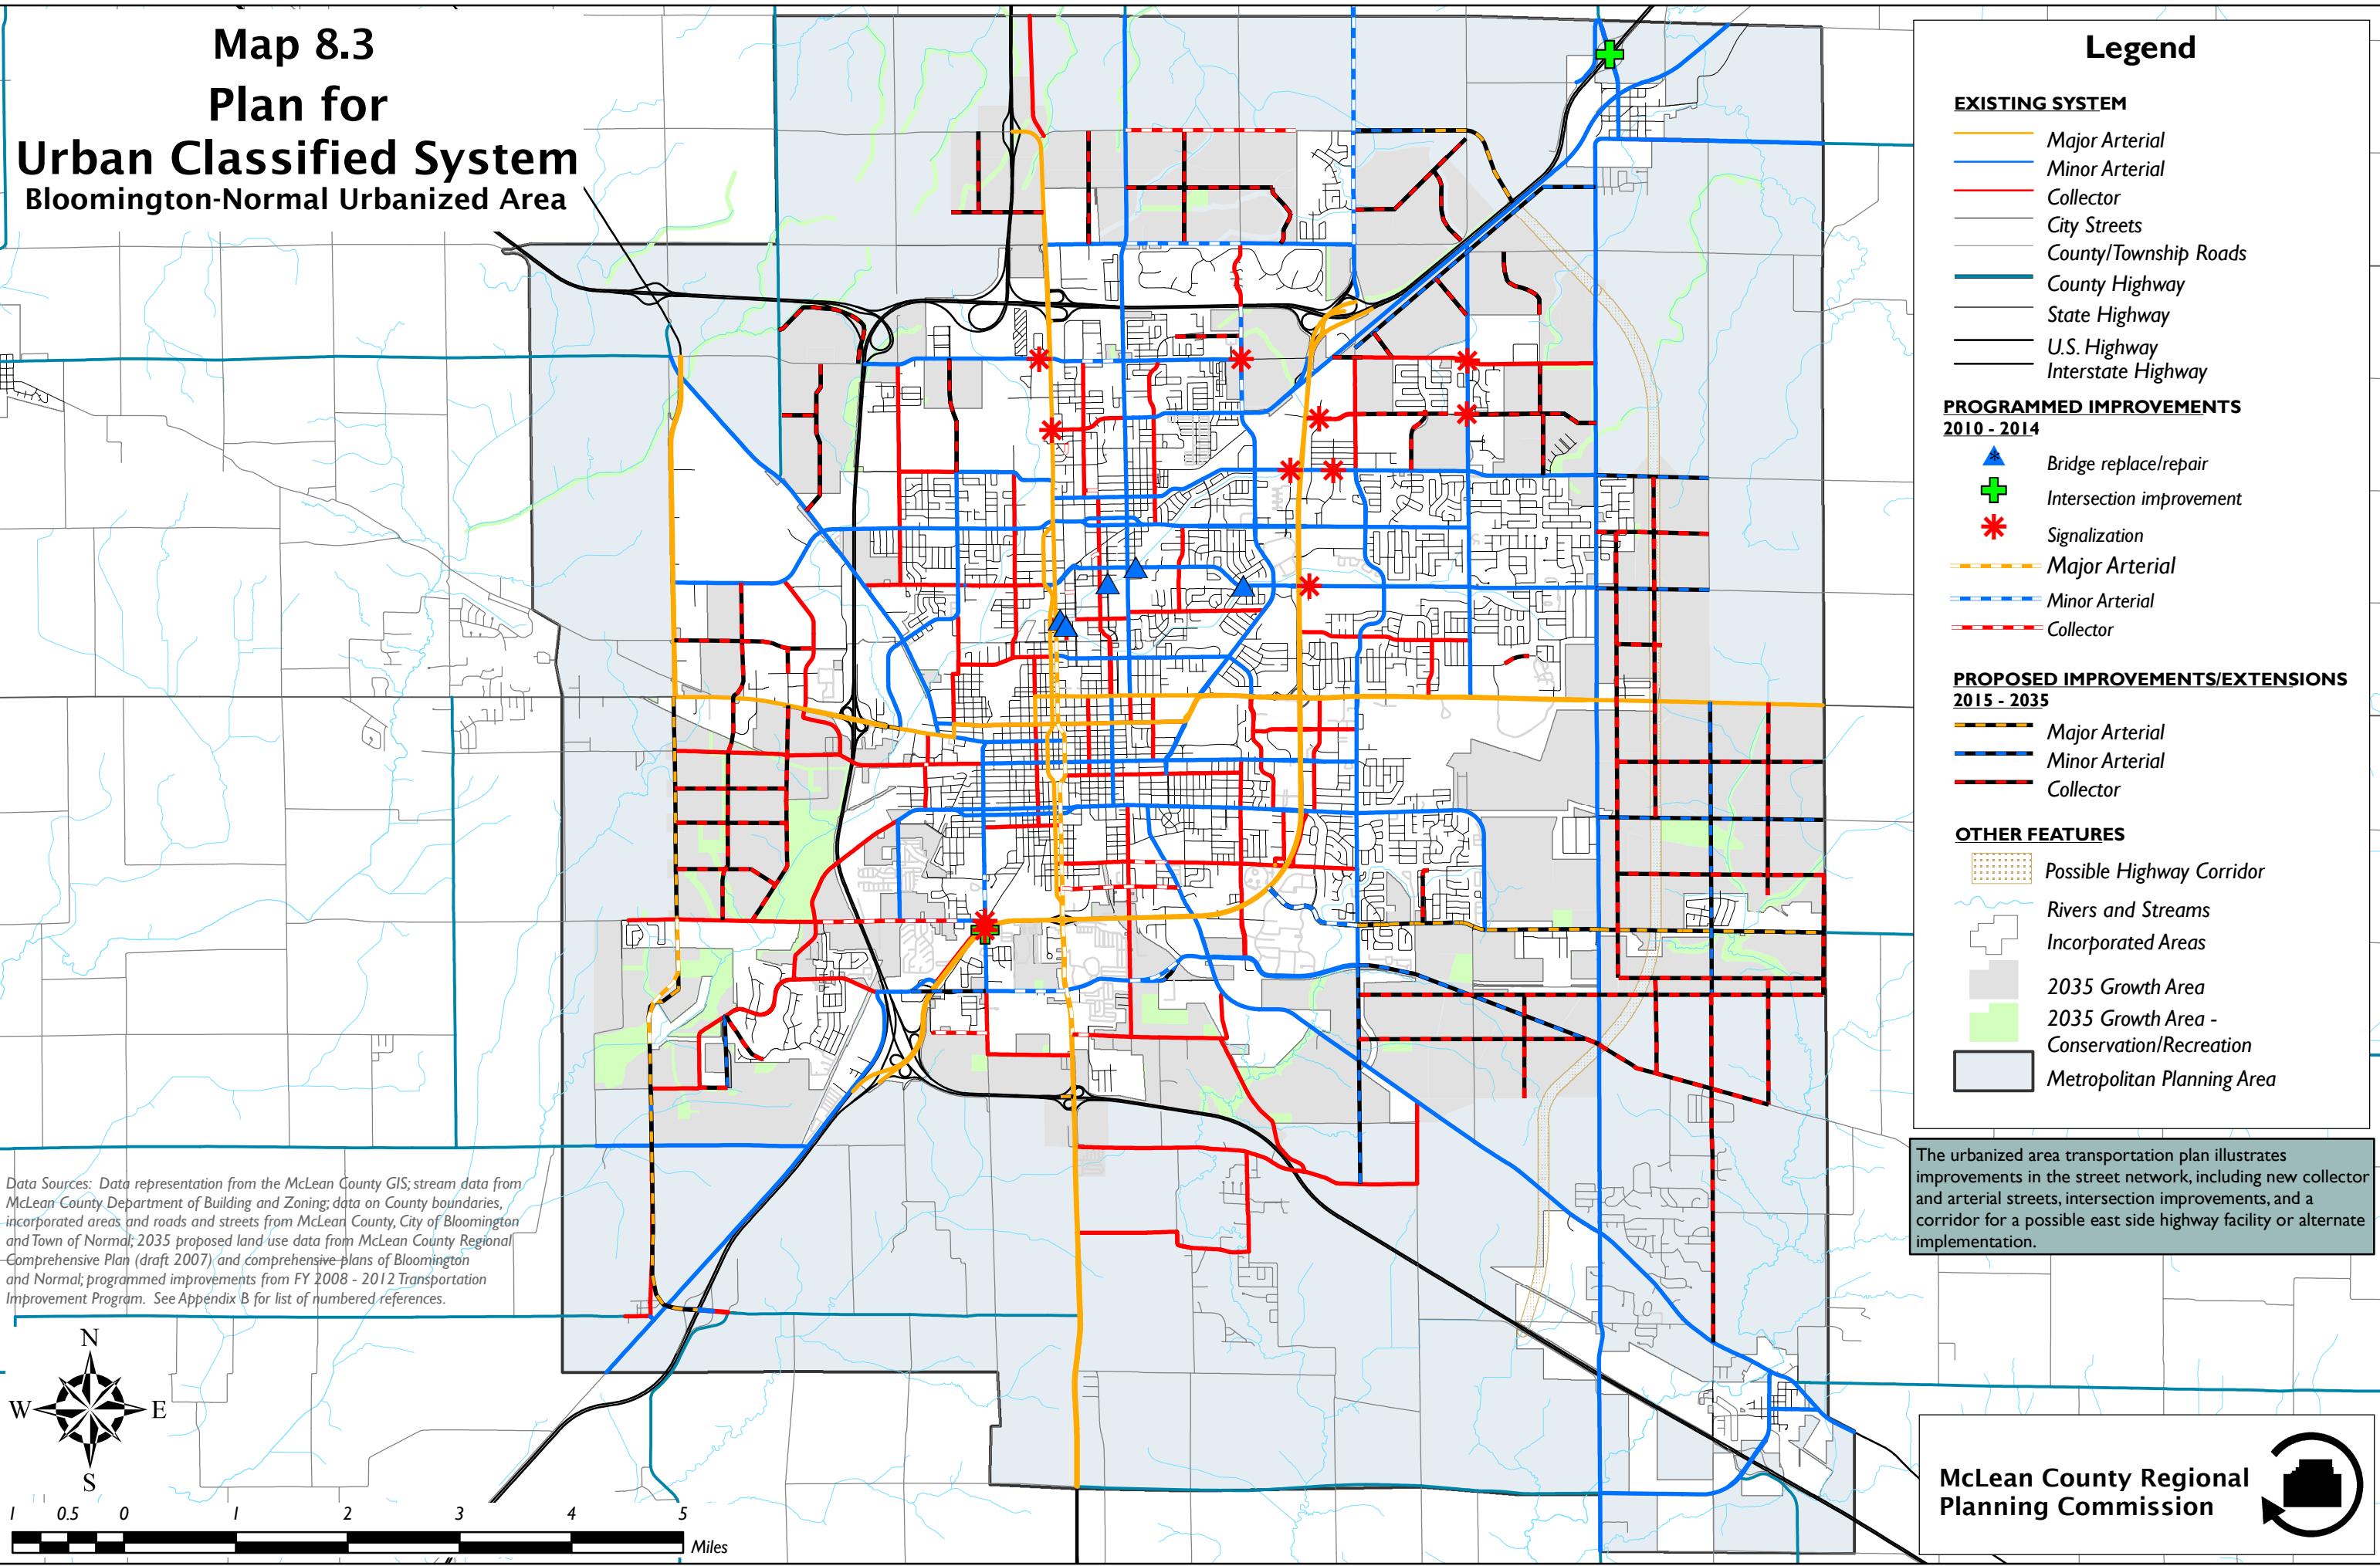 Map 8.3
Plan for
Urban Classified System
Bloomington-Normal Urbanized Area
Legend
EXISTING SYSTEM
Major Arterial
Minor Arterial
Collector
City Streets
County/Township Roads
County Highway
State Highway
U.S. Highway
Interstate Highway
PROGRAMMED IMPROVEMENTS
2010 - 2014
Bridge replace/repair
Intersection improvement
Signalization
Major Arterial
Minor Arterial
Collector
PROPOSED IMPROVEMENTS/EXTENSIONS
2015 - 2035
Major Arterial
Minor Arterial
Collector
OTHER FEATURES
Possible Highway Corridor
Rivers and Streams
Incorporated Areas
2035 Growth Area
2035 Growth Area -
Conservation/Recreation
Metropolitan Planning Area
The urbanized area transportation plan illustrates
improvements in the street network, including new collector
and arterial streets, intersection improvements, and a
corridor for a possible east side highway facility or alternate
implementation.
Data Sources: Data representation from the McLean County GIS; stream data from
McLean County Department of Building and Zoning; data on County boundaries,
incorporated areas and roads and streets from McLean County, City of Bloomington
and Town of Normal; 2035 proposed land use data from McLean County Regional
Comprehensive Plan (draft 2007) and comprehensive plans of Bloomington
and Normal; programmed improvements from FY 2008 - 2012 Transportation
Improvement Program. See Appendix B for list of numbered references.
N
W E
S
1 0.5 0 1 2 3 4 5
Miles
McLean County Regional
Planning Commission